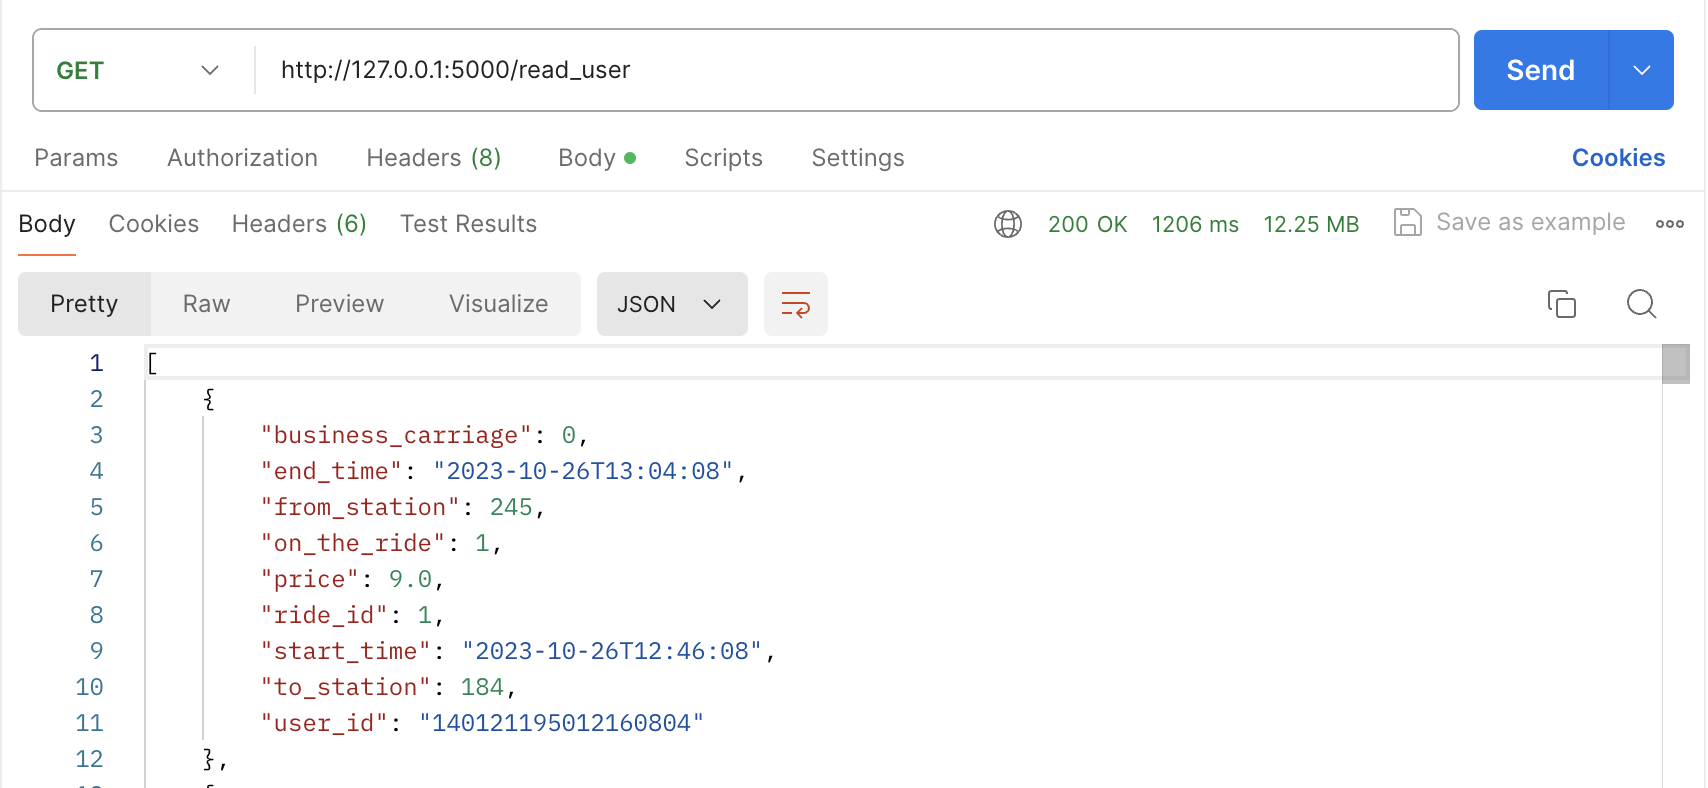 GET http://127.0.0.1:5000/read_user Send
Params Authorization Headers (8) Body Scripts Settings Cookies
Body Cookies Headers (6) Test Results 200 OK 1206 ms 12.25 MB Save as example
Pretty Raw Preview Visualize JSON
1 [
2 {
3 "business_carriage": 0,
4 "end_time": "2023-10-26T13:04:08",
5 "from_station": 245,
6 "on_the_ride": 1,
7 "price": 9.0,
8 "ride_id": 1,
9 "start_time": "2023-10-26T12:46:08",
10 "to_station": 184,
11 "user_id": "140121195012160804"
12 },